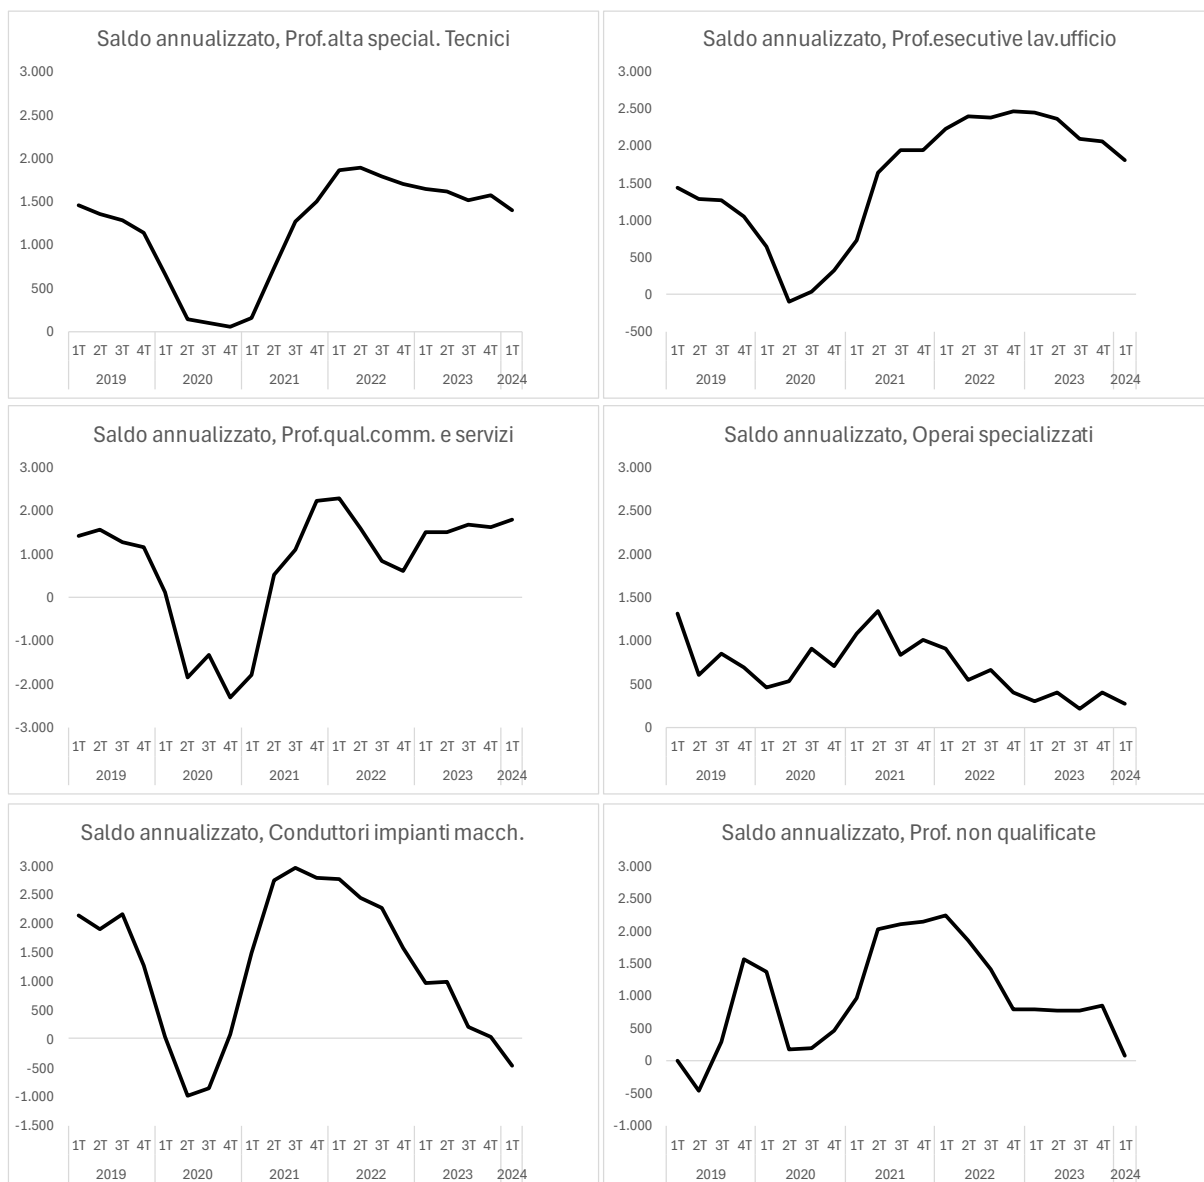 Saldo annualizzato, Prof.alta special. Tecnici
3.000
2.500
2.000
1.500
1.000
500
0
1T 2T 3T 4T 1T 2T 3T 4T 1T 2T 3T 4T 1T 2T 3T 4T 1T 2T 3T 4T 1T
2019 2020 2021 2022 2023 2024
Saldo annualizzato, Prof.esecutive lav.ufficio
3.000
2.500
2.000
1.500
1.000
500
0
-500
1T 2T 3T 4T 1T 2T 3T 4T 1T 2T 3T 4T 1T 2T 3T 4T 1T 2T 3T 4T 1T
2019 2020 2021 2022 2023 2024
Saldo annualizzato, Prof.qual.comm. e servizi
3.000
2.000
1.000
0
-1.000
-2.000
-3.000
1T 2T 3T 4T 1T 2T 3T 4T 1T 2T 3T 4T 1T 2T 3T 4T 1T 2T 3T 4T 1T
2019 2020 2021 2022 2023 2024
Saldo annualizzato, Operai specializzati
3.000
2.500
2.000
1.500
1.000
500
0
1T 2T 3T 4T 1T 2T 3T 4T 1T 2T 3T 4T 1T 2T 3T 4T 1T 2T 3T 4T 1T
2019 2020 2021 2022 2023 2024
Saldo annualizzato, Conduttori impianti macch.
3.000
2.500
2.000
1.500
1.000
500
0
-500
-1.000
-1.500
1T 2T 3T 4T 1T 2T 3T 4T 1T 2T 3T 4T 1T 2T 3T 4T 1T 2T 3T 4T 1T
2019 2020 2021 2022 2023 2024
Saldo annualizzato, Prof. non qualificate
3.000
2.500
2.000
1.500
1.000
500
0
-500
-1.000
1T 2T 3T 4T 1T 2T 3T 4T 1T 2T 3T 4T 1T 2T 3T 4T 1T 2T 3T 4T 1T
2019 2020 2021 2022 2023 2024